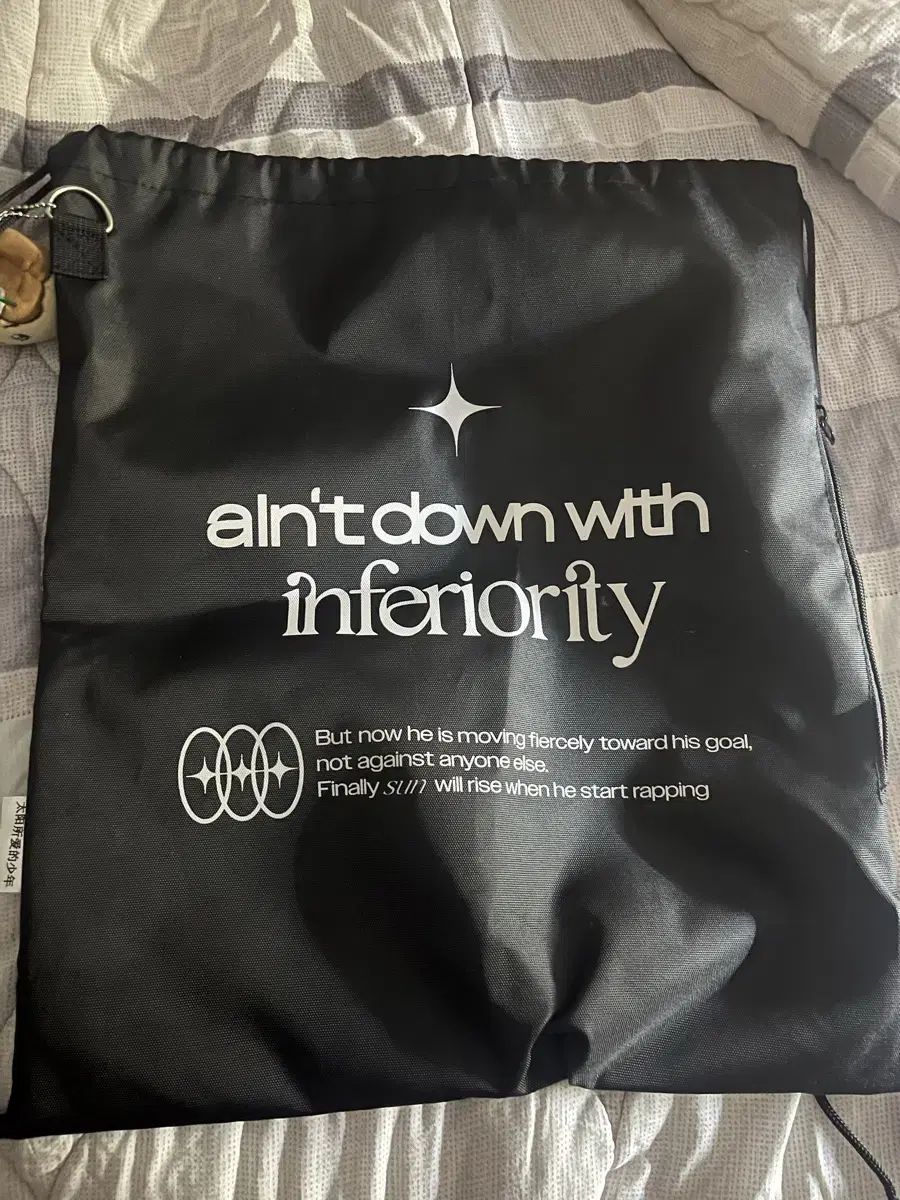 ain't down with
inferiority
But now he is moving fiercely toward his goal,
not against anyone else.
Finally sun will rise when he start rapping
太阳所爱的少年